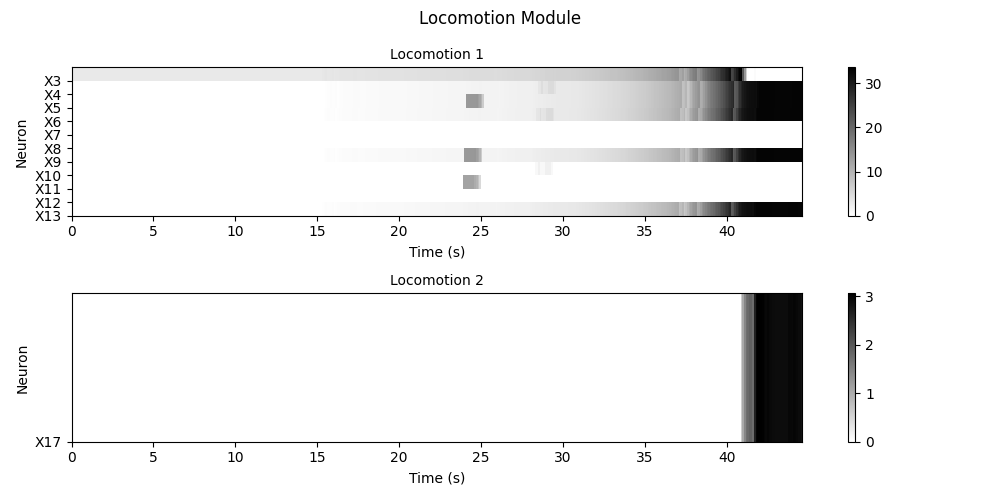 Locomotion Module
Locomotion 1
Neuron
X3
X4
X5
X6
X7
X8
X9
X10
X11
X12
X13
0 5 10 15 20 25 30 35 40
Time (s)
30
20
10
0
Locomotion 2
Neuron
X17
0 5 10 15 20 25 30 35 40
Time (s)
3
2
1
0